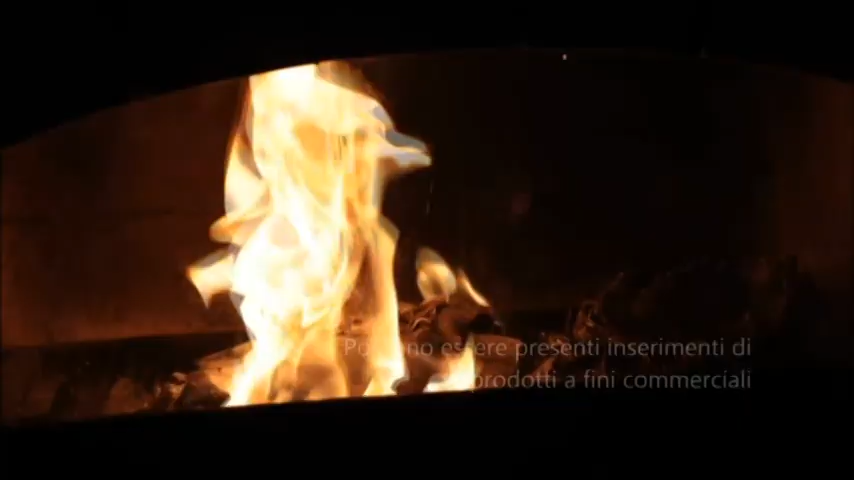 Possono essere presenti inserimenti di
prodotti a fini commerciali